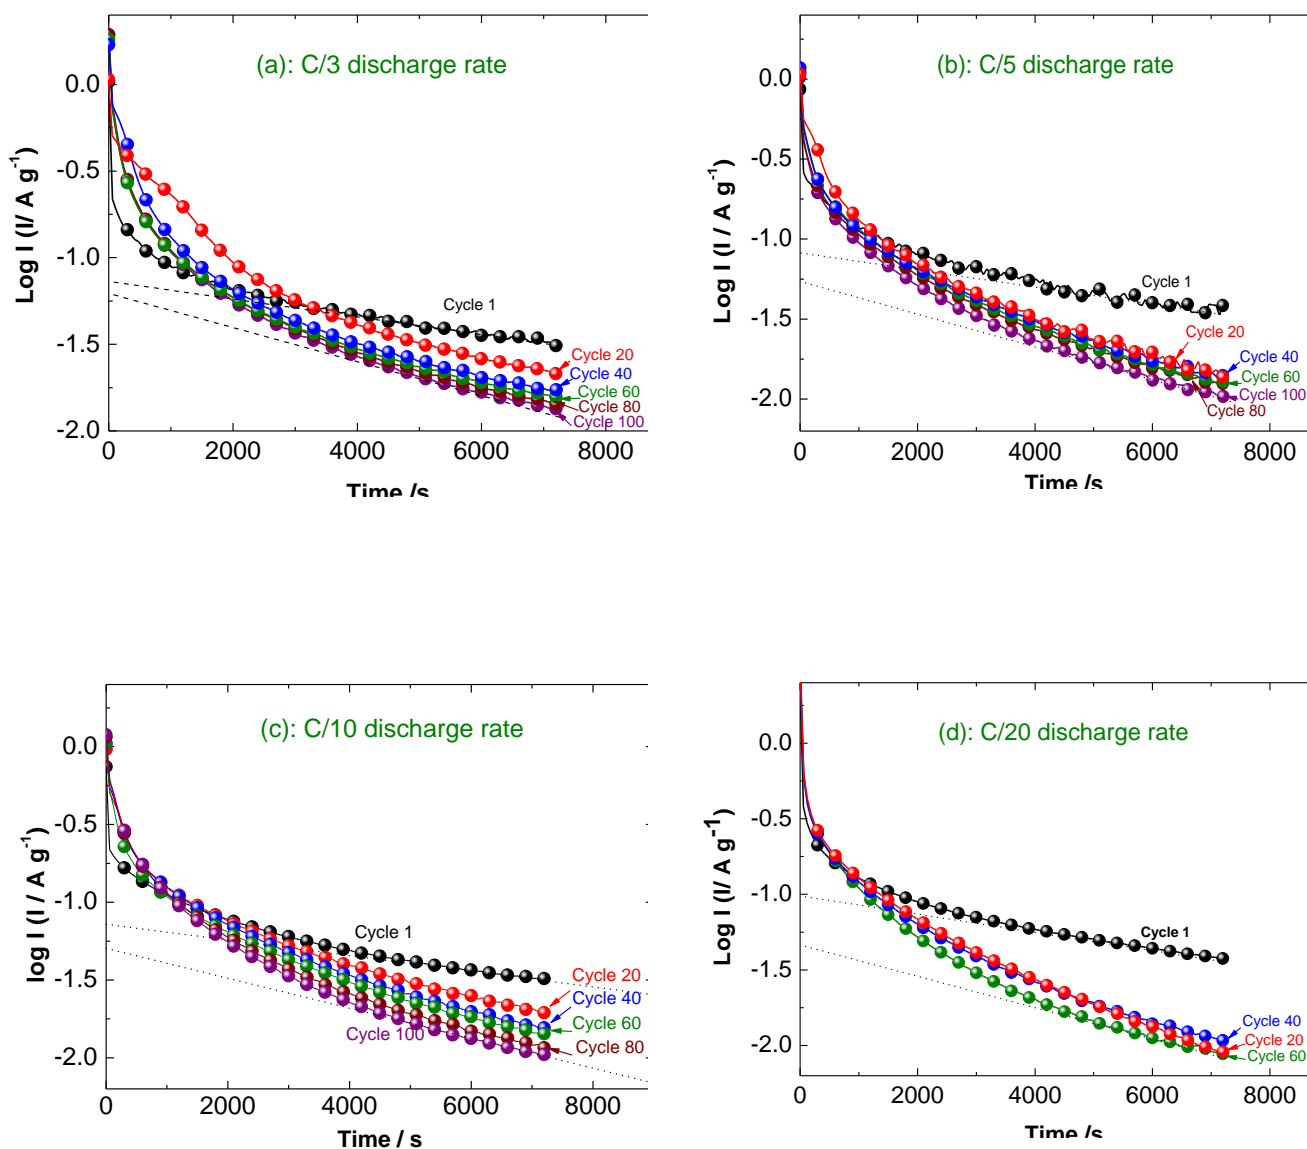 (a): C/3 discharge rate
Log I (I/ A g-1)
0.0
-0.5
-1.0
-1.5
-2.0
Cycle 1
Cycle 20
Cycle 40
Cycle 60
Cycle 80
Cycle 100
0 2000 4000 6000 8000
Time /s
(b): C/5 discharge rate
Log I (I / A g-1)
0.0
-0.5
-1.0
-1.5
-2.0
Cycle 1
Cycle 20
Cycle 40
Cycle 60
Cycle 100
Cycle 80
0 2000 4000 6000 8000
Time /s
(c): C/10 discharge rate
log I (I / A g-1)
0.0
-0.5
-1.0
-1.5
-2.0
Cycle 1
Cycle 20
Cycle 40
Cycle 60
Cycle 100
Cycle 80
0 2000 4000 6000 8000
Time / s
(d): C/20 discharge rate
Log I (I/ A g-1)
0.0
-0.5
-1.0
-1.5
-2.0
Cycle 1
Cycle 40
Cycle 20
Cycle 60
0 2000 4000 6000 8000
Time /s